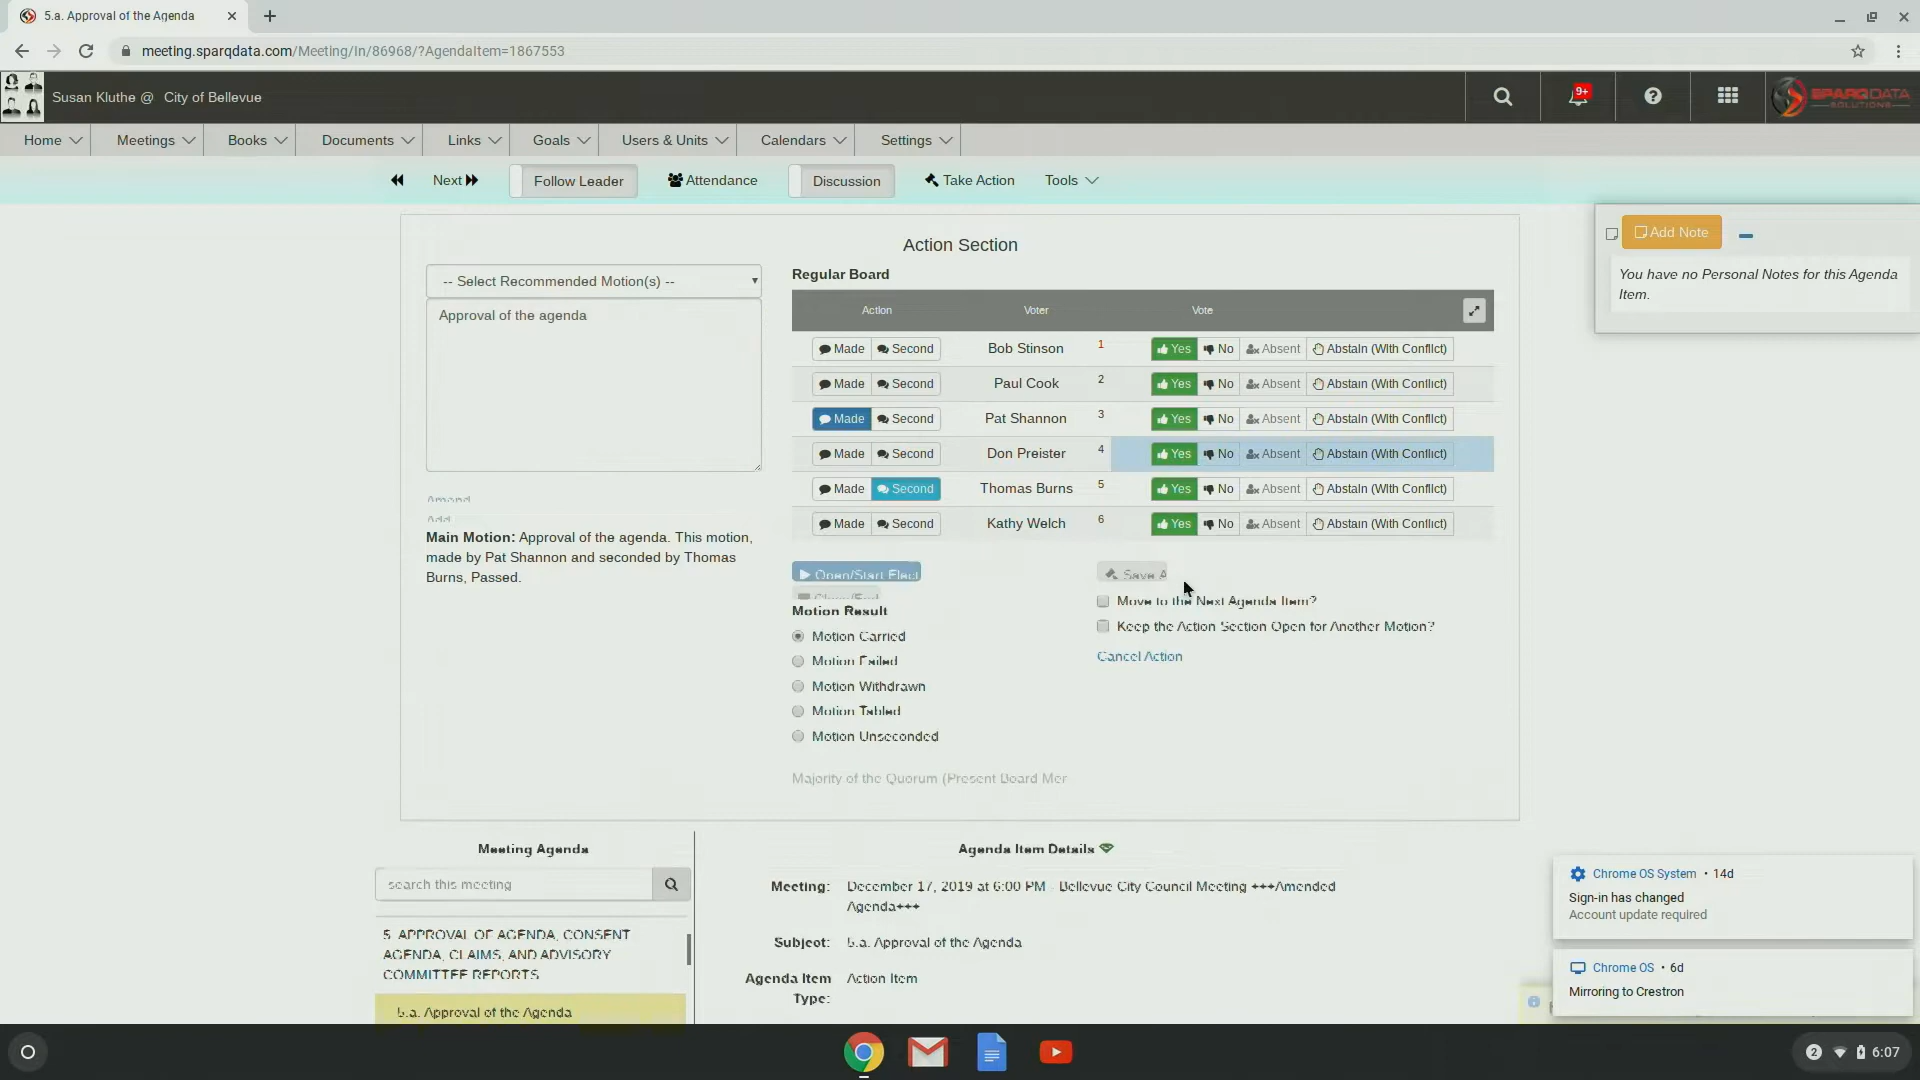 5.a. Approval of the Agenda
meeting.sparqdata.com/Meeting/In/86968/?AgendaItem=1867553
Susan Kluthe @ City of Bellevue
9+
SPARQDATA
SOLUTIONS
Home Meetings Books Documents Links Goals Users & Units Calendars Settings
Next Follow Leader Attendance Discussion Take Action Tools
Action Section
Add Note
You have no Personal Notes for this Agenda
Item.
-- Select Recommended Motion(s) --
Approval of the agenda
Amend
Add
Main Motion: Approval of the agenda. This motion,
made by Pat Shannon and seconded by Thomas
Burns, Passed.
Regular Board
Action Voter Vote
Made Second Bob Stinson 1 Yes No Absent Abstain (With Conflict)
Made Second Paul Cook 2 Yes No Absent Abstain (With Conflict)
Made Second Pat Shannon 3 Yes No Absent Abstain (With Conflict)
Made Second Don Preister 4 Yes No Absent Abstain (With Conflict)
Made Second Thomas Burns 5 Yes No Absent Abstain (With Conflict)
Made Second Kathy Welch 6 Yes No Absent Abstain (With Conflict)
Open/Start Elect
Close/End
Motion Result
Motion Carried
Motion Failed
Motion Withdrawn
Motion Tabled
Motion Unseconded
Majority of the Quorum (Present Board Mer
Save A
Move to the Next Agenda Item?
Keep the Action Section Open for Another Motion?
Cancel Action
Meeting Agenda
search this meeting
5. APPROVAL OF AGENDA, CONSENT
AGENDA, CLAIMS, AND ADVISORY
COMMITTEE REPORTS
5.a. Approval of the Agenda
Agenda Item Details
Meeting: December 17, 2019 at 6:00 PM - Bellevue City Council Meeting +++Amended
Agenda+++
Subject: 5.a. Approval of the Agenda
Agenda Item Action Item
Type:
Chrome OS System • 14d
Sign-in has changed
Account update required
Chrome OS • 6d
Mirroring to Crestron
2 6:07